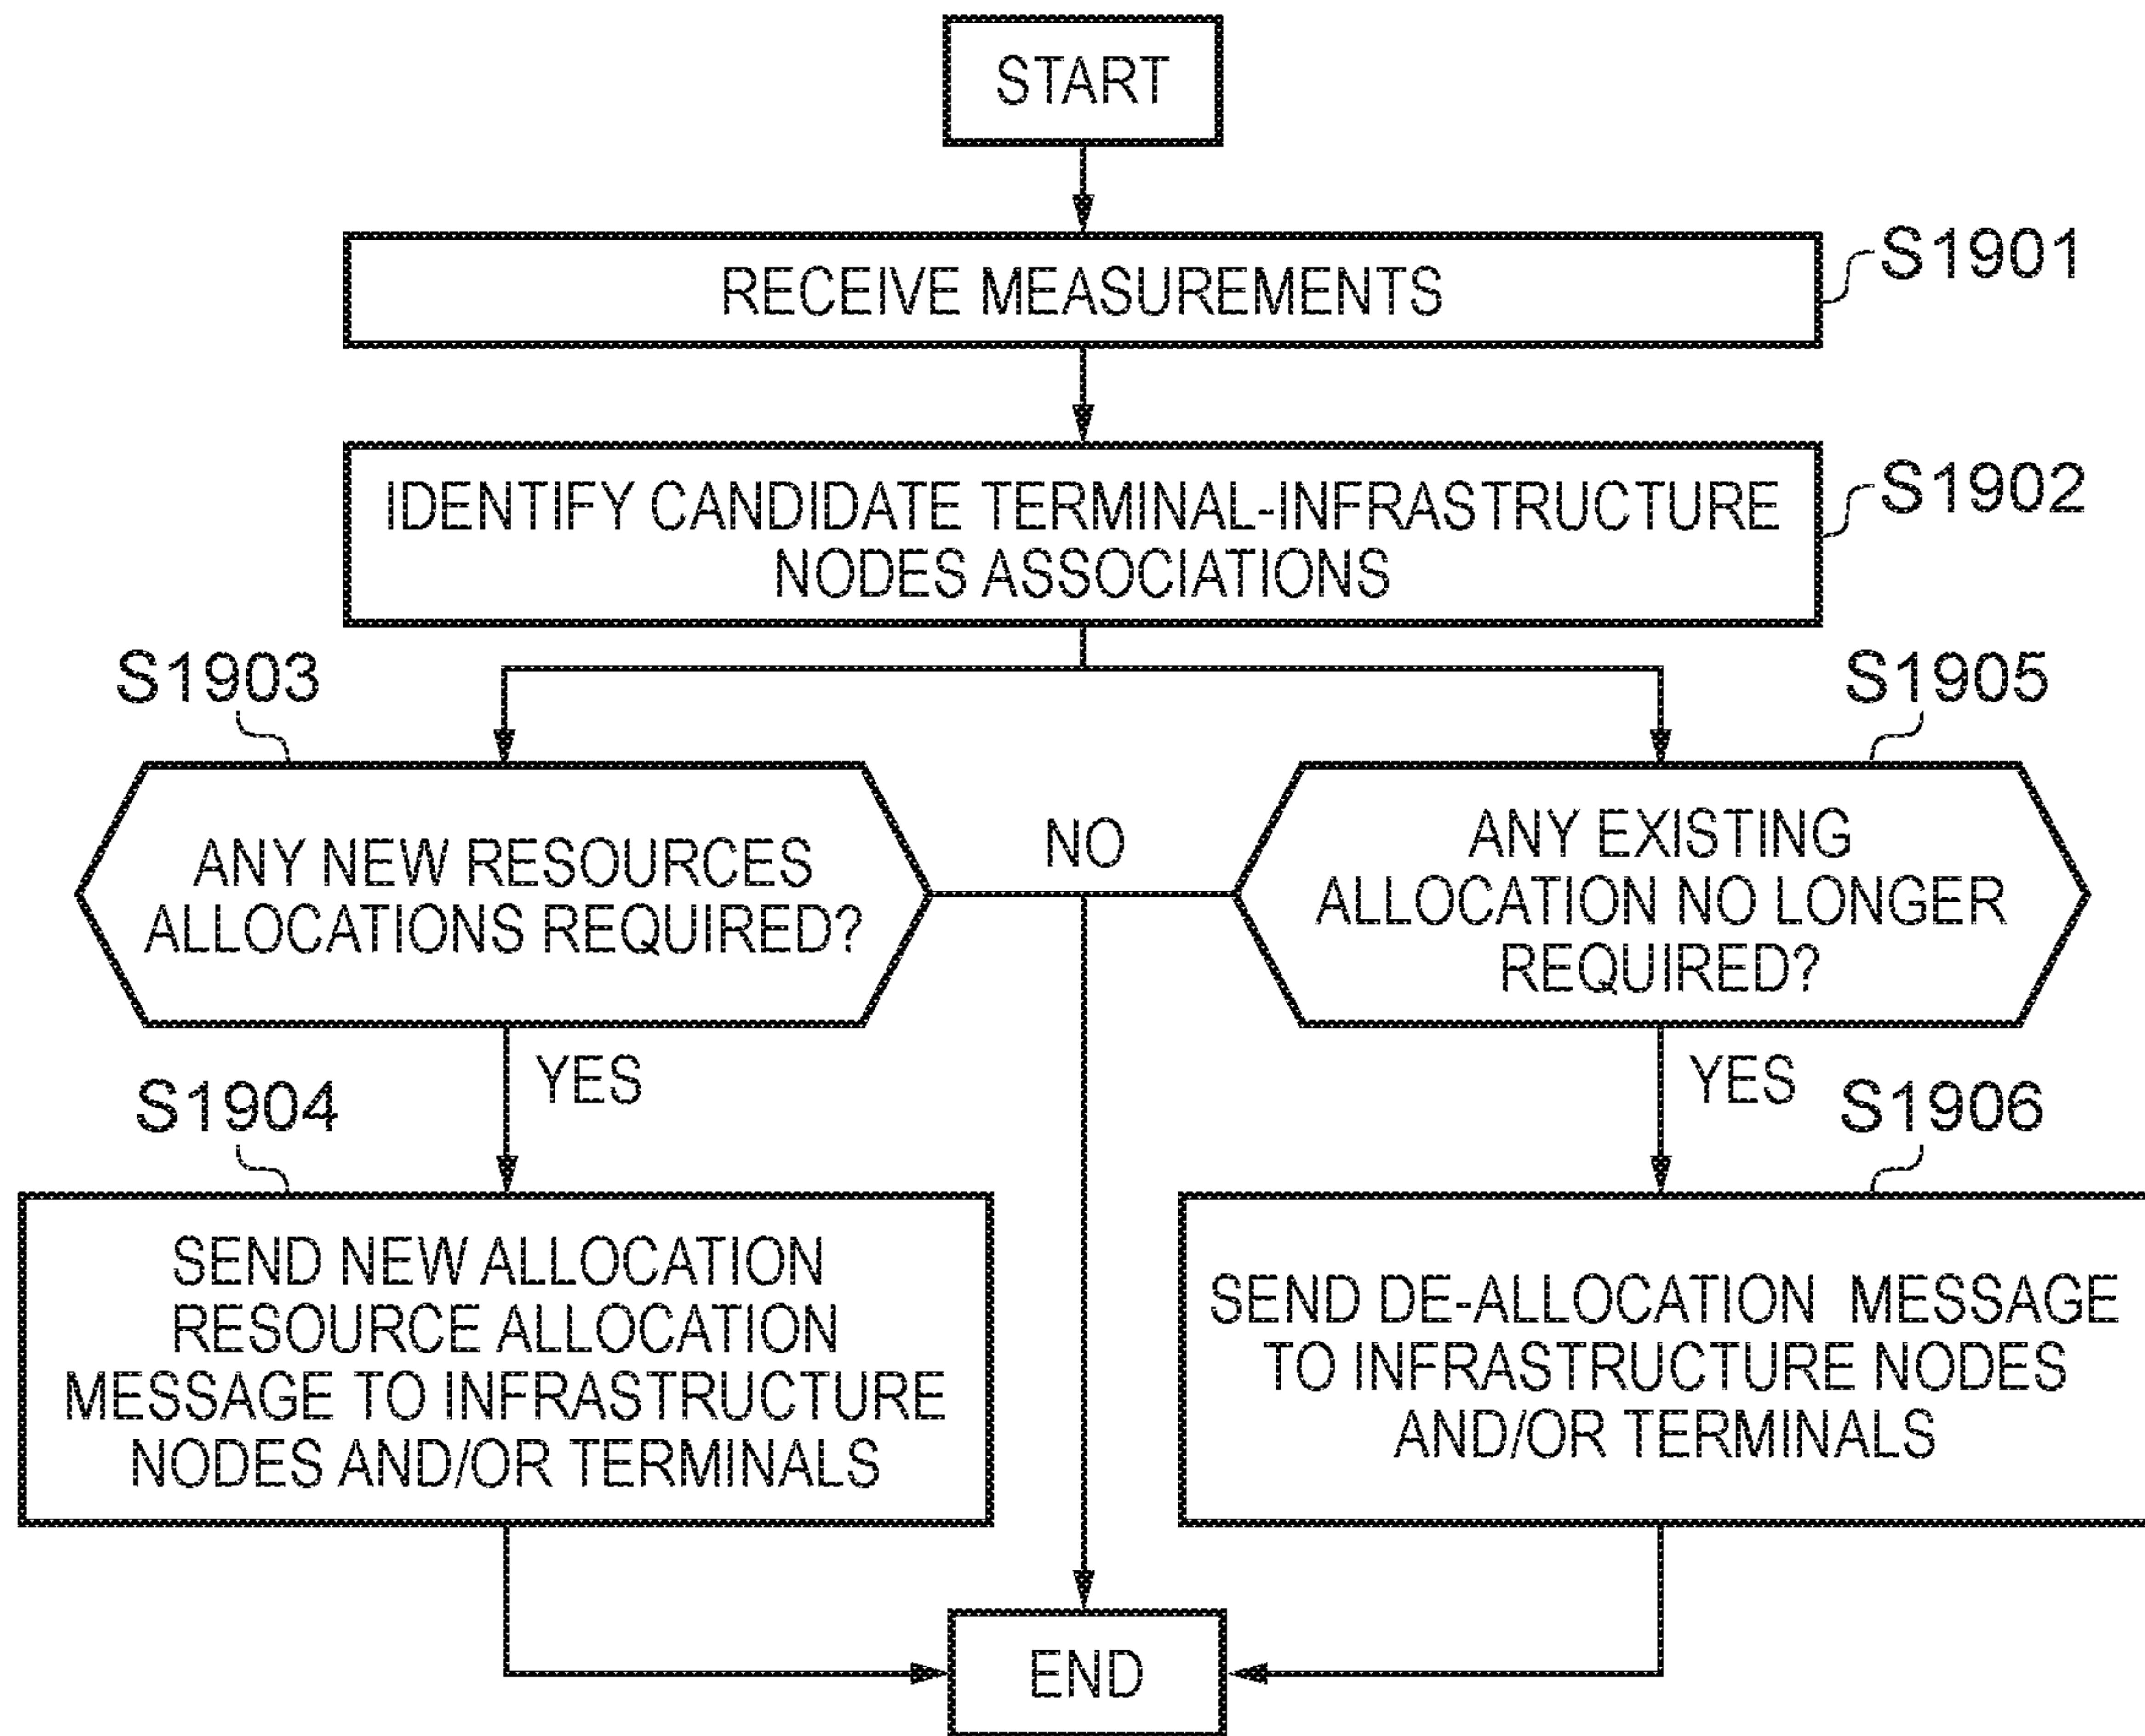 START
RECEIVE MEASUREMENTS
S1901
IDENTIFY CANDIDATE TERMINAL-INFRASTRUCTURE
NODES ASSOCIATIONS
S1902
S1903
ANY NEW RESOURCES
ALLOCATIONS REQUIRED?
NO
S1905
ANY EXISTING
ALLOCATION NO LONGER
REQUIRED?
YES
S1904
SEND NEW ALLOCATION
RESOURCE ALLOCATION
MESSAGE TO INFRASTRUCTURE
NODES AND/OR TERMINALS
YES
S1906
SEND DE-ALLOCATION MESSAGE
TO INFRASTRUCTURE NODES
AND/OR TERMINALS
END